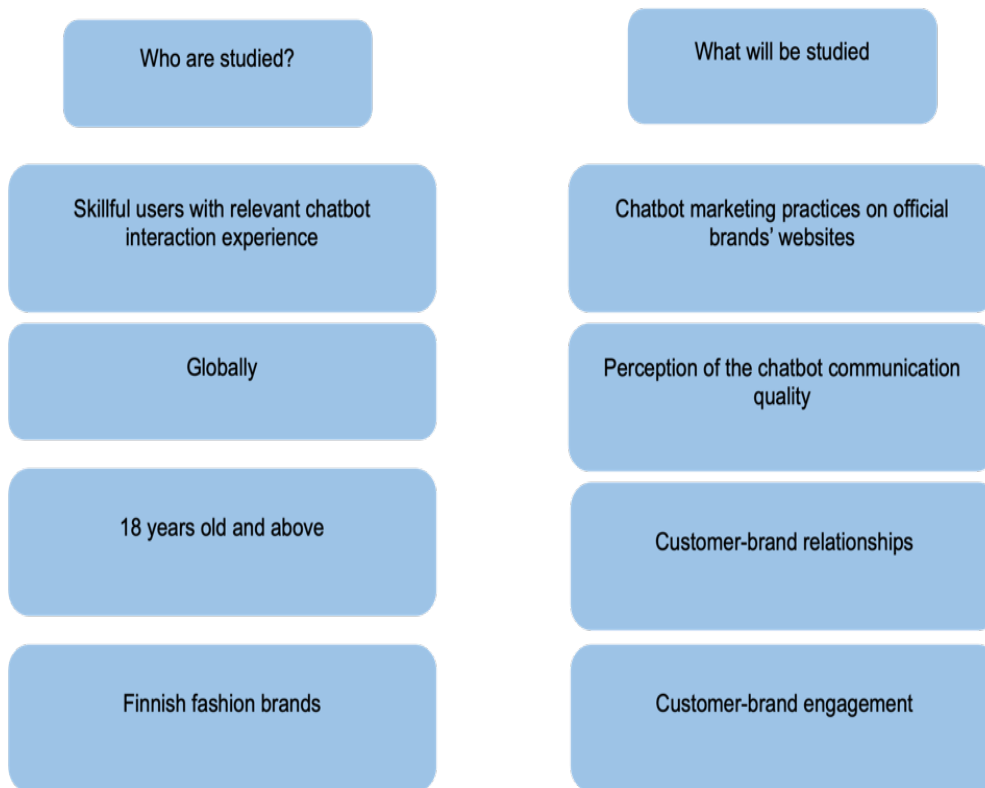 Who are studied?
What will be studied
Skillful users with relevant chatbot
interaction experience
Chatbot marketing practices on official
brands’ websites
Globally
Perception of the chatbot communication
quality
18 years old and above
Customer-brand relationships
Finnish fashion brands
Customer-brand engagement